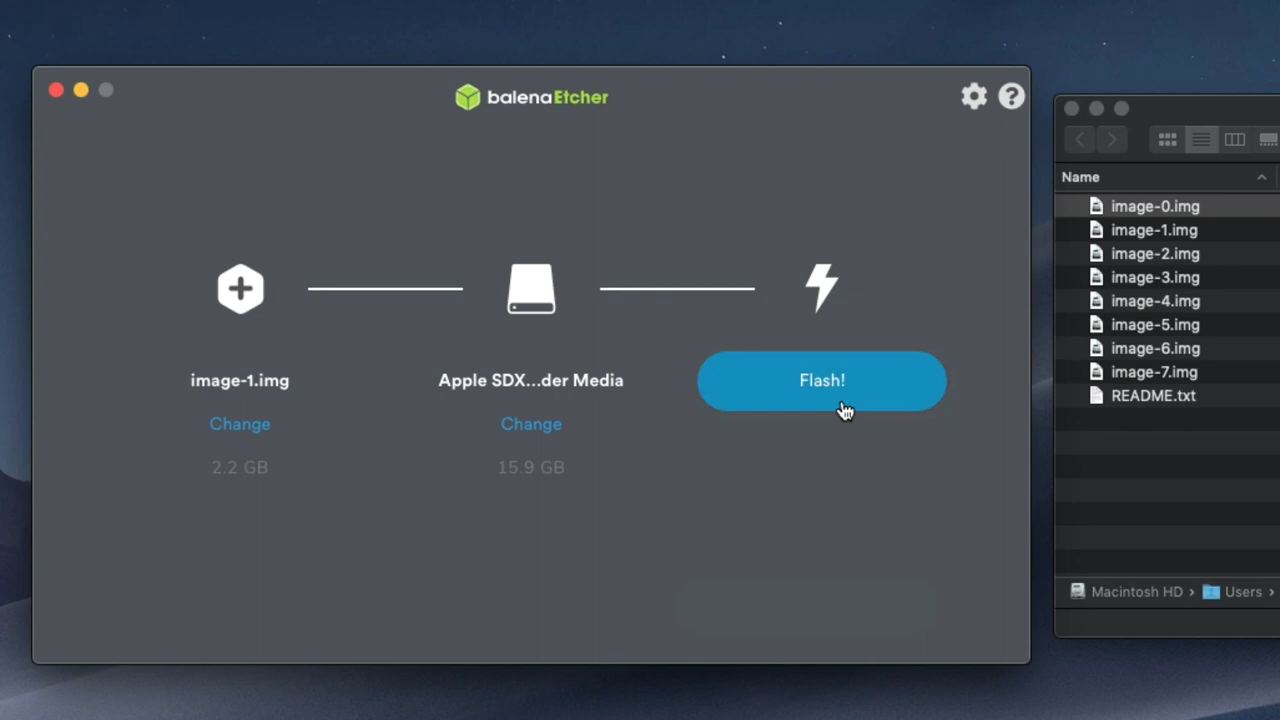 balenaEtcher
image-1.img
Change
2.2 GB
Apple SDX...der Media
Change
15.9 GB
Flash!
Name
image-0.img
image-1.img
image-2.img
image-3.img
image-4.img
image-5.img
image-6.img
image-7.img
README.txt
Macintosh HD › Users ›